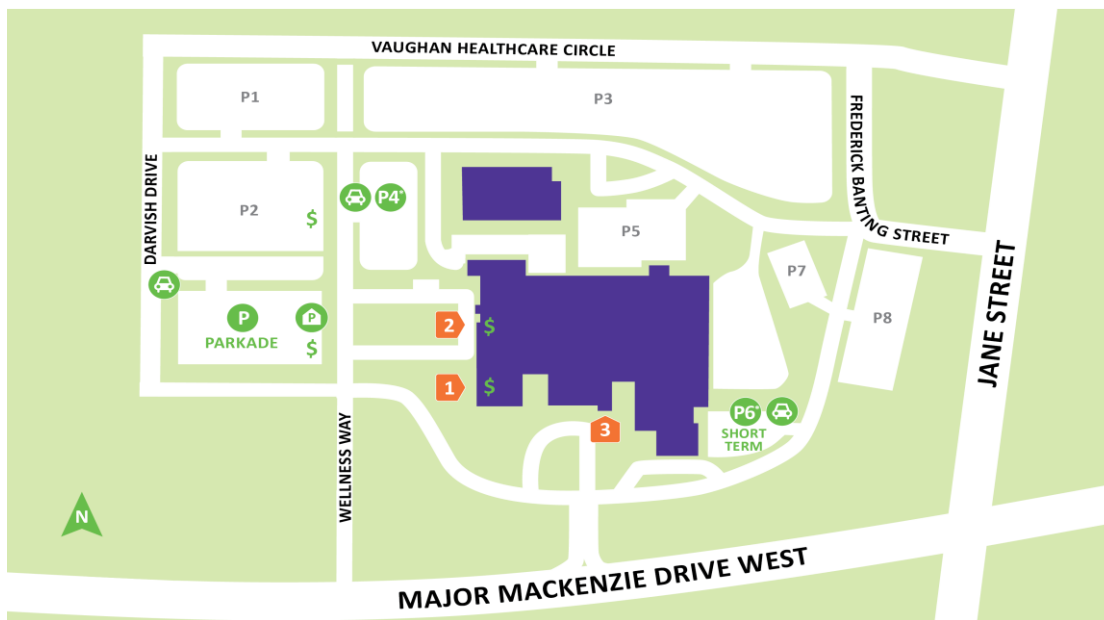 VAUGHAN HEALTHCARE CIRCLE
P1
P3
FREDERICK BANTING STREET
DARVISH DRIVE
P4*
P2
$
P5
JANE STREET
P7
P
P
PARKADE
$
2
$
P8
1
$
P6*
SHORT
TERM
3
WELLNESS WAY
N
MAJOR MACKENZIE DRIVE WEST